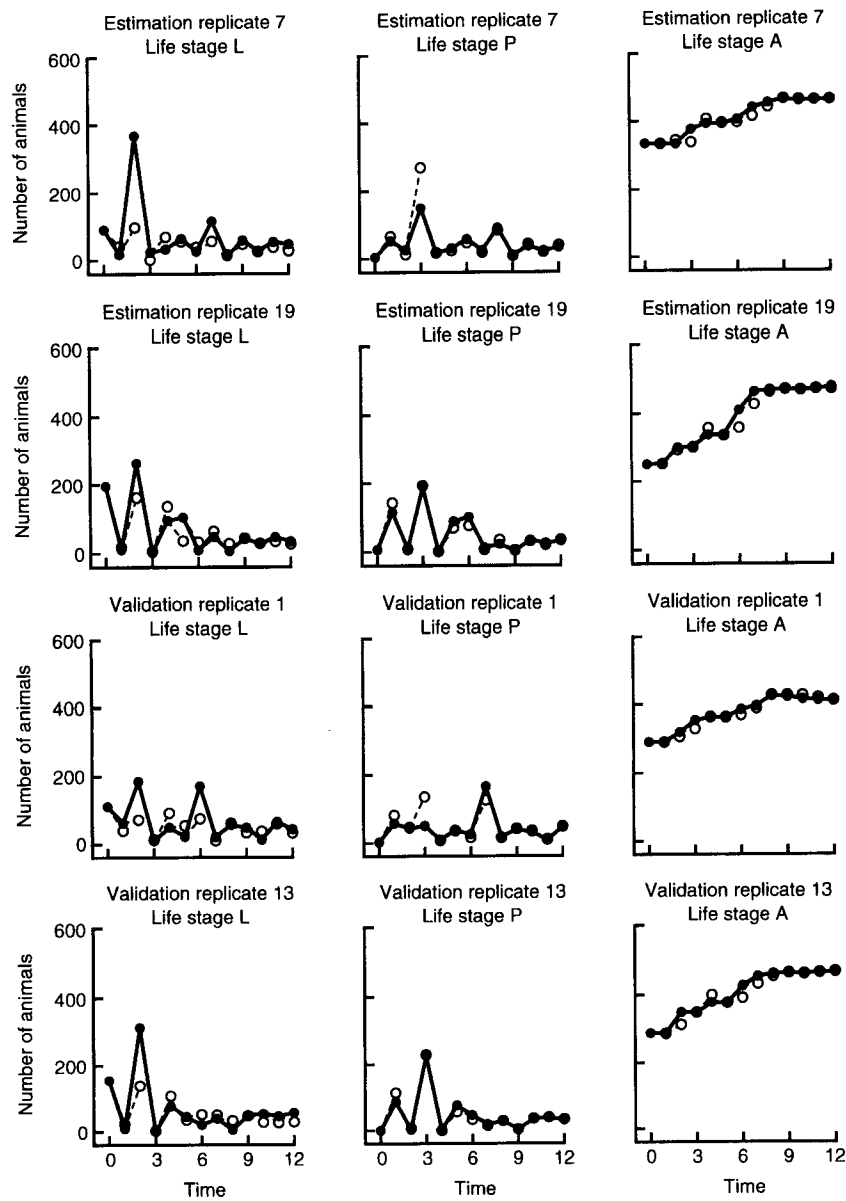 Estimation replicate 7
Life stage L
Estimation replicate 7
Life stage P
Estimation replicate 7
Life stage A
Number of animals
600
400
200
0
Estimation replicate 19
Life stage L
Estimation replicate 19
Life stage P
Estimation replicate 19
Life stage A
Number of animals
600
400
200
0
Validation replicate 1
Life stage L
Validation replicate 1
Life stage P
Validation replicate 1
Life stage A
Number of animals
600
400
200
0
Validation replicate 13
Life stage L
Validation replicate 13
Life stage P
Validation replicate 13
Life stage A
Number of animals
600
400
200
0
0 3 6 9 12
Time
0 3 6 9 12
Time
0 3 6 9 12
Time